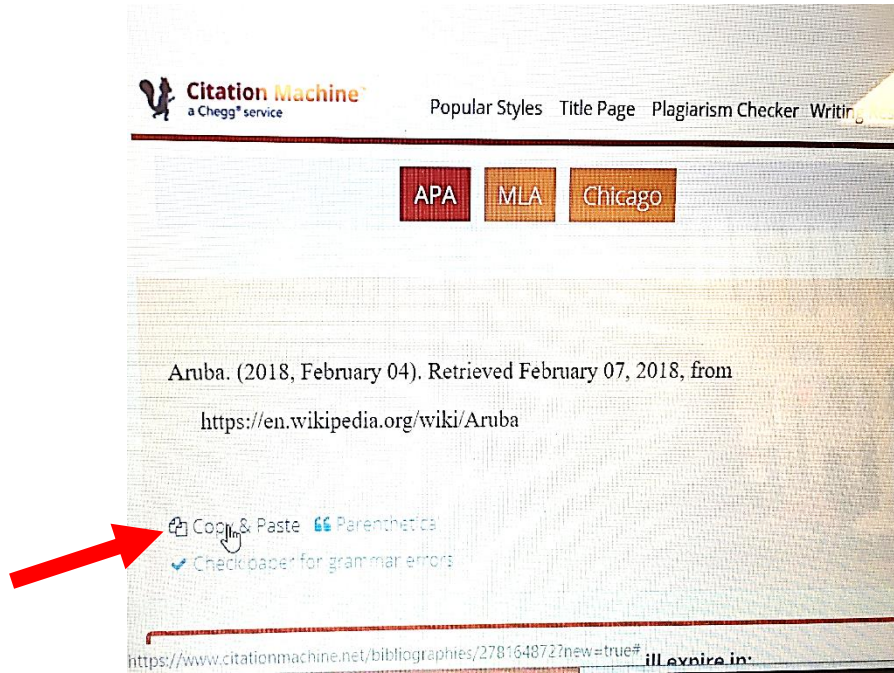 Citation Machine™
a Chegg® service
Popular Styles Title Page Plagiarism Checker
APA MLA Chicago
Aruba. (2018, February 04). Retrieved February 07, 2018, from
https://en.wikipedia.org/wiki/Aruba
Copy & Paste Parenthetical
Check paper for grammar errors
https://www.citationmachine.net/bibliographies/278164872?new=true#
expire in: